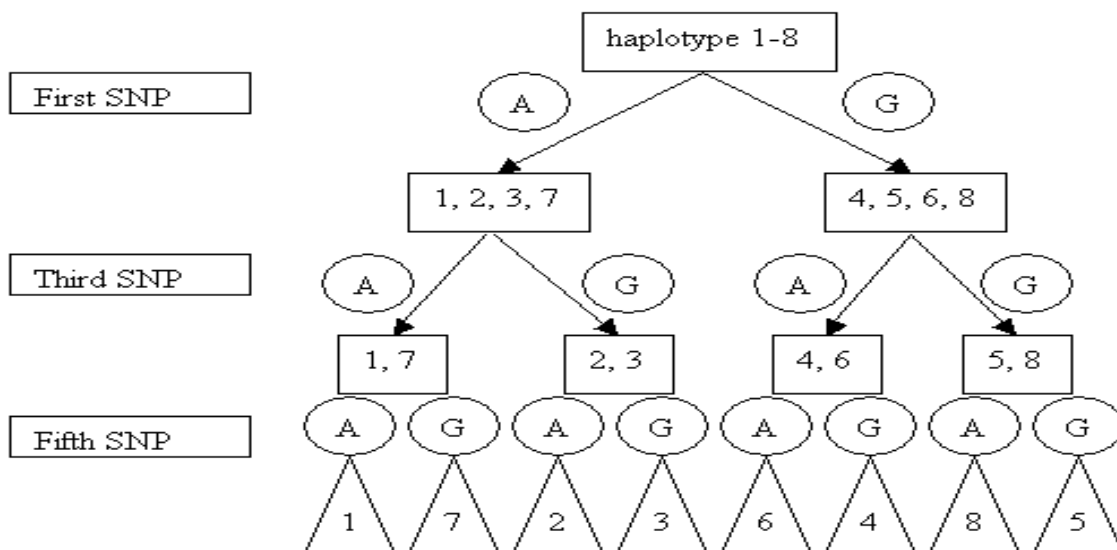 haplotype 1-8
First SNP
A G
1, 2, 3, 7 4, 5, 6, 8
Third SNP
A G A G
1, 7 2, 3 4, 6 5, 8
Fifth SNP
A G A G A G A G
1 7 2 3 6 4 8 5